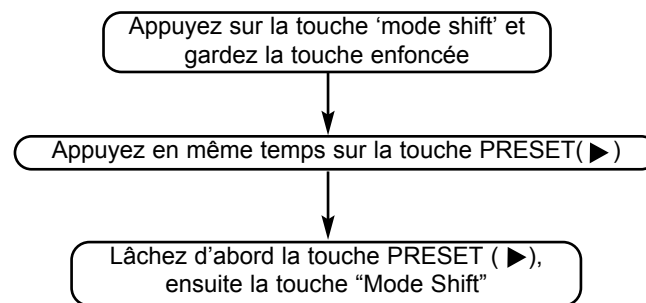 Appuyez sur la touche ‘mode shift’ et
gardez la touche enfoncée
Appuyez en même temps sur la touche PRESET(▶)
Lâchez d’abord la touche PRESET (▶),
ensuite la touche “Mode Shift”